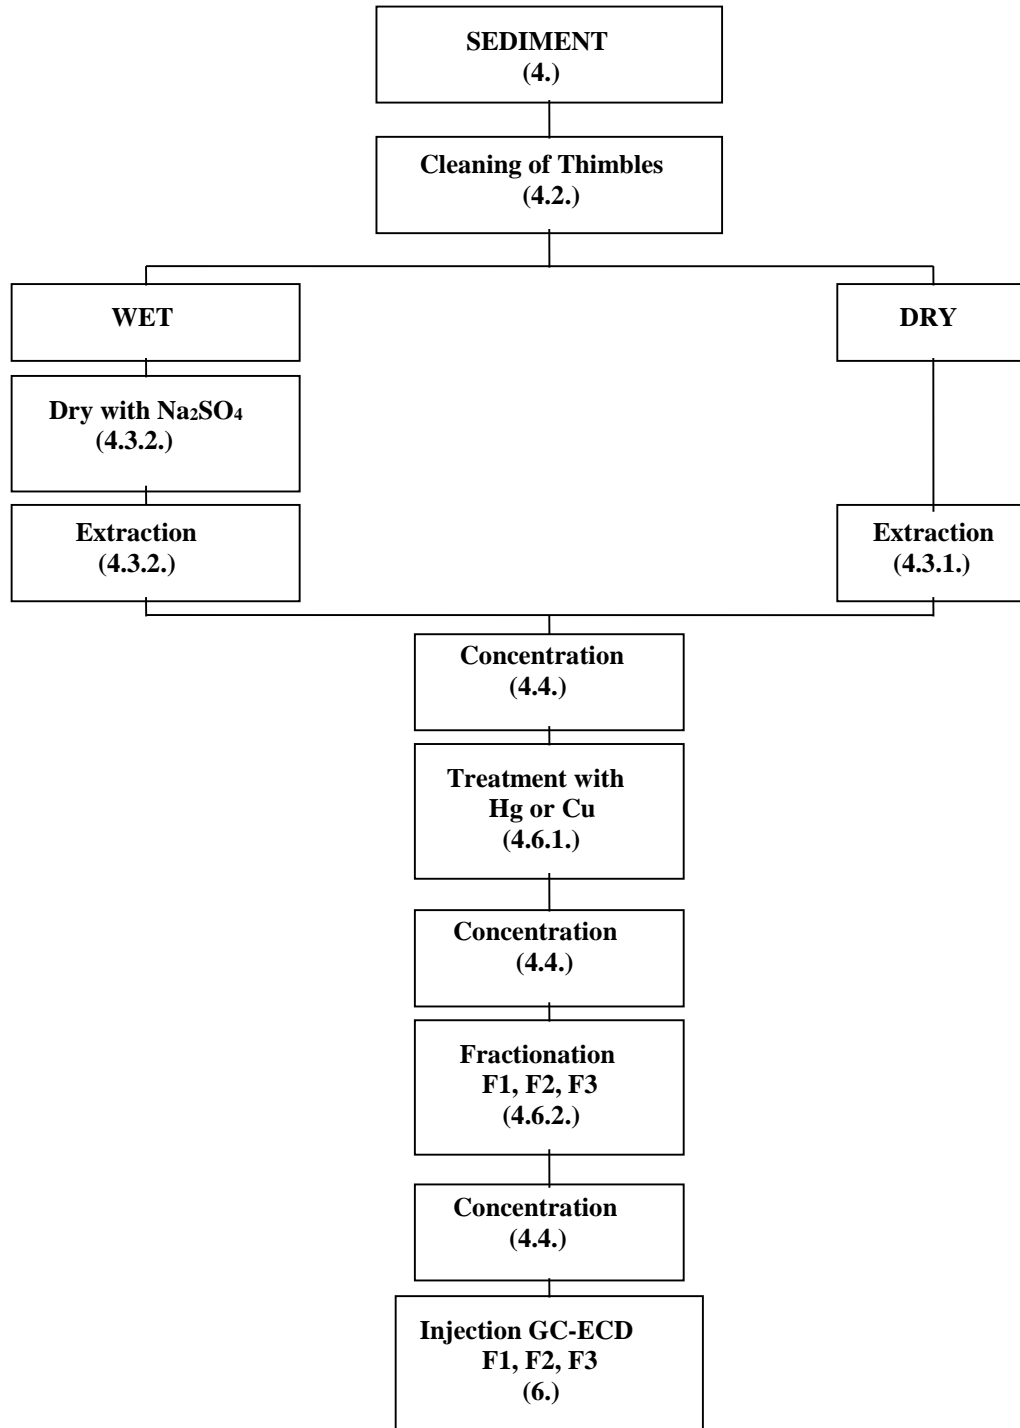 SEDIMENT
(4.)
Cleaning of Thimbles
(4.2.)
WET
DRY
Dry with Na₂SO₄
(4.3.2.)
Extraction
(4.3.2.)
Extraction
(4.3.1.)
Concentration
(4.4.)
Treatment with
Hg or Cu
(4.6.1.)
Concentration
(4.4.)
Fractionation
F1, F2, F3
(4.6.2.)
Concentration
(4.4.)
Injection GC-ECD
F1, F2, F3
(6.)